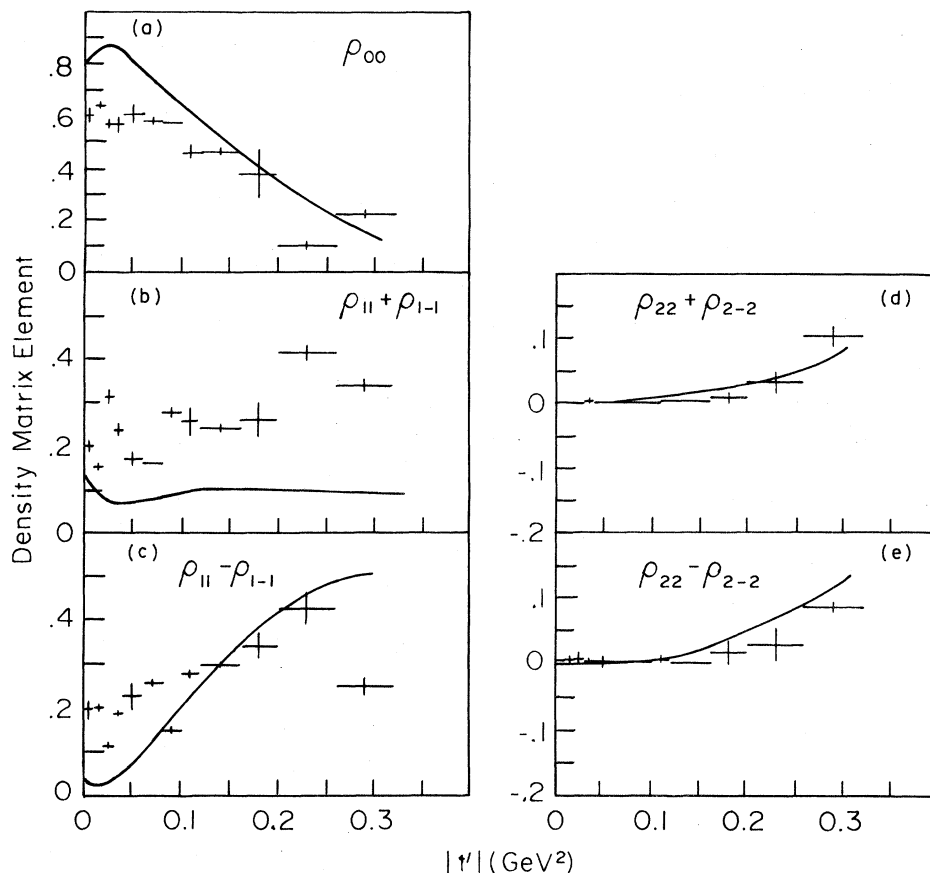 (a)
ρ₀₀
.8
.6
.4
.2
0
(b)
ρ₁₁ + ρ₁₋₁
.4
.2
0
(c)
ρ₁₁ − ρ₁₋₁
.4
.2
0
0
0.1
0.2
0.3
Density Matrix Element
ρ₂₂ + ρ₂₋₂
(d)
.1
0
-.1
-.2
(e)
ρ₂₂ − ρ₂₋₂
.1
0
-.1
-.2
0
0.1
0.2
0.3
|t'| (GeV²)